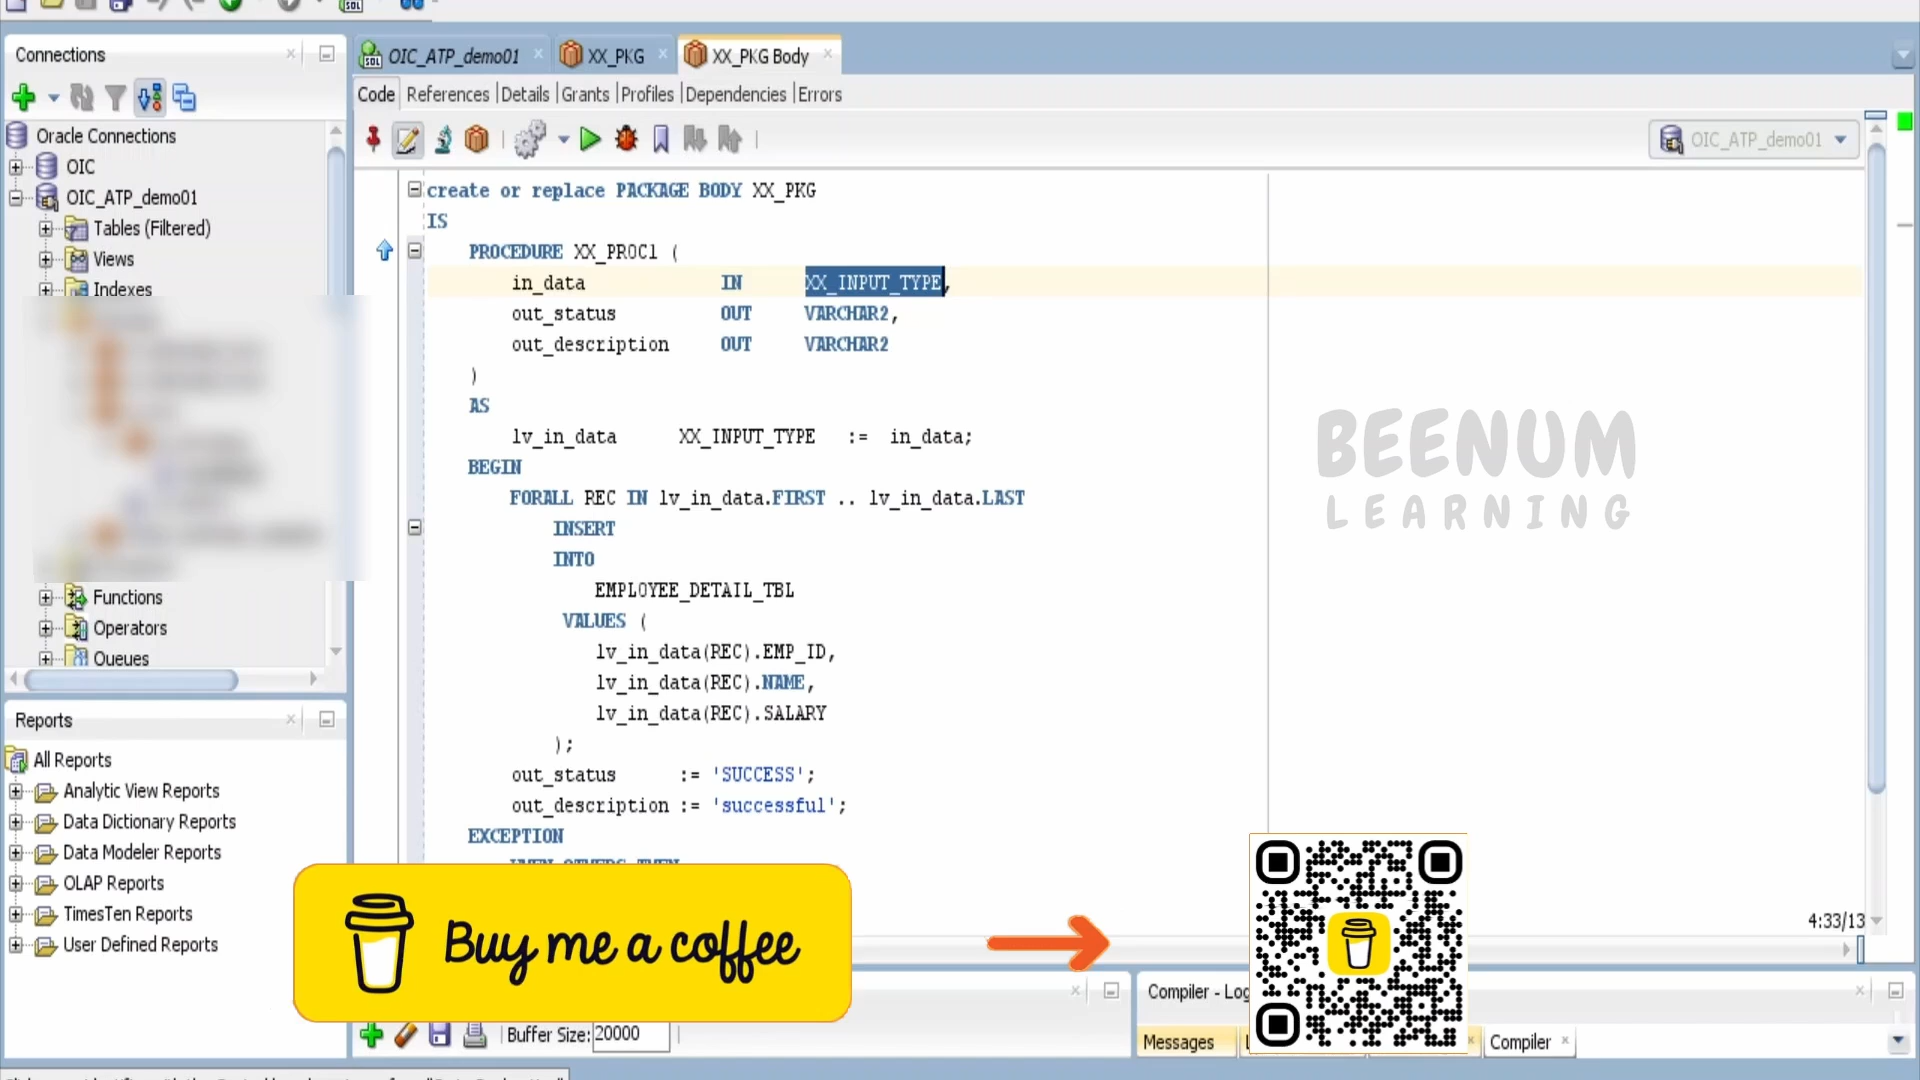 Connections
Oracle Connections
OIC
OIC_ATP_demo01
Tables (Filtered)
Views
Indexes
Functions
Operators
Queues
Reports
All Reports
Analytic View Reports
Data Dictionary Reports
Data Modeler Reports
OLAP Reports
TimesTen Reports
User Defined Reports
OIC_ATP_demo01
XX_PKG
XX_PKG Body
Code References Details Grants Profiles Dependencies Errors
OIC_ATP_demo01
create or replace PACKAGE BODY XX_PKG
IS
PROCEDURE XX_PROC1 (
in_data IN XX_INPUT_TYPE,
out_status OUT VARCHAR2,
out_description OUT VARCHAR2
)
AS
lv_in_data XX_INPUT_TYPE := in_data;
BEGIN
FORALL REC IN lv_in_data.FIRST .. lv_in_data.LAST
INSERT
INTO
EMPLOYEE_DETAIL_TBL
VALUES (
lv_in_data(REC).EMP_ID,
lv_in_data(REC).NAME,
lv_in_data(REC).SALARY
);
out_status := 'SUCCESS';
out_description := 'successful';
EXCEPTION
WHEN OTHERS THEN
BEENUM
LEARNING
4:33/13
Buy me a coffee
Buffer Size: 20000
Compiler - Log
Messages
Compiler